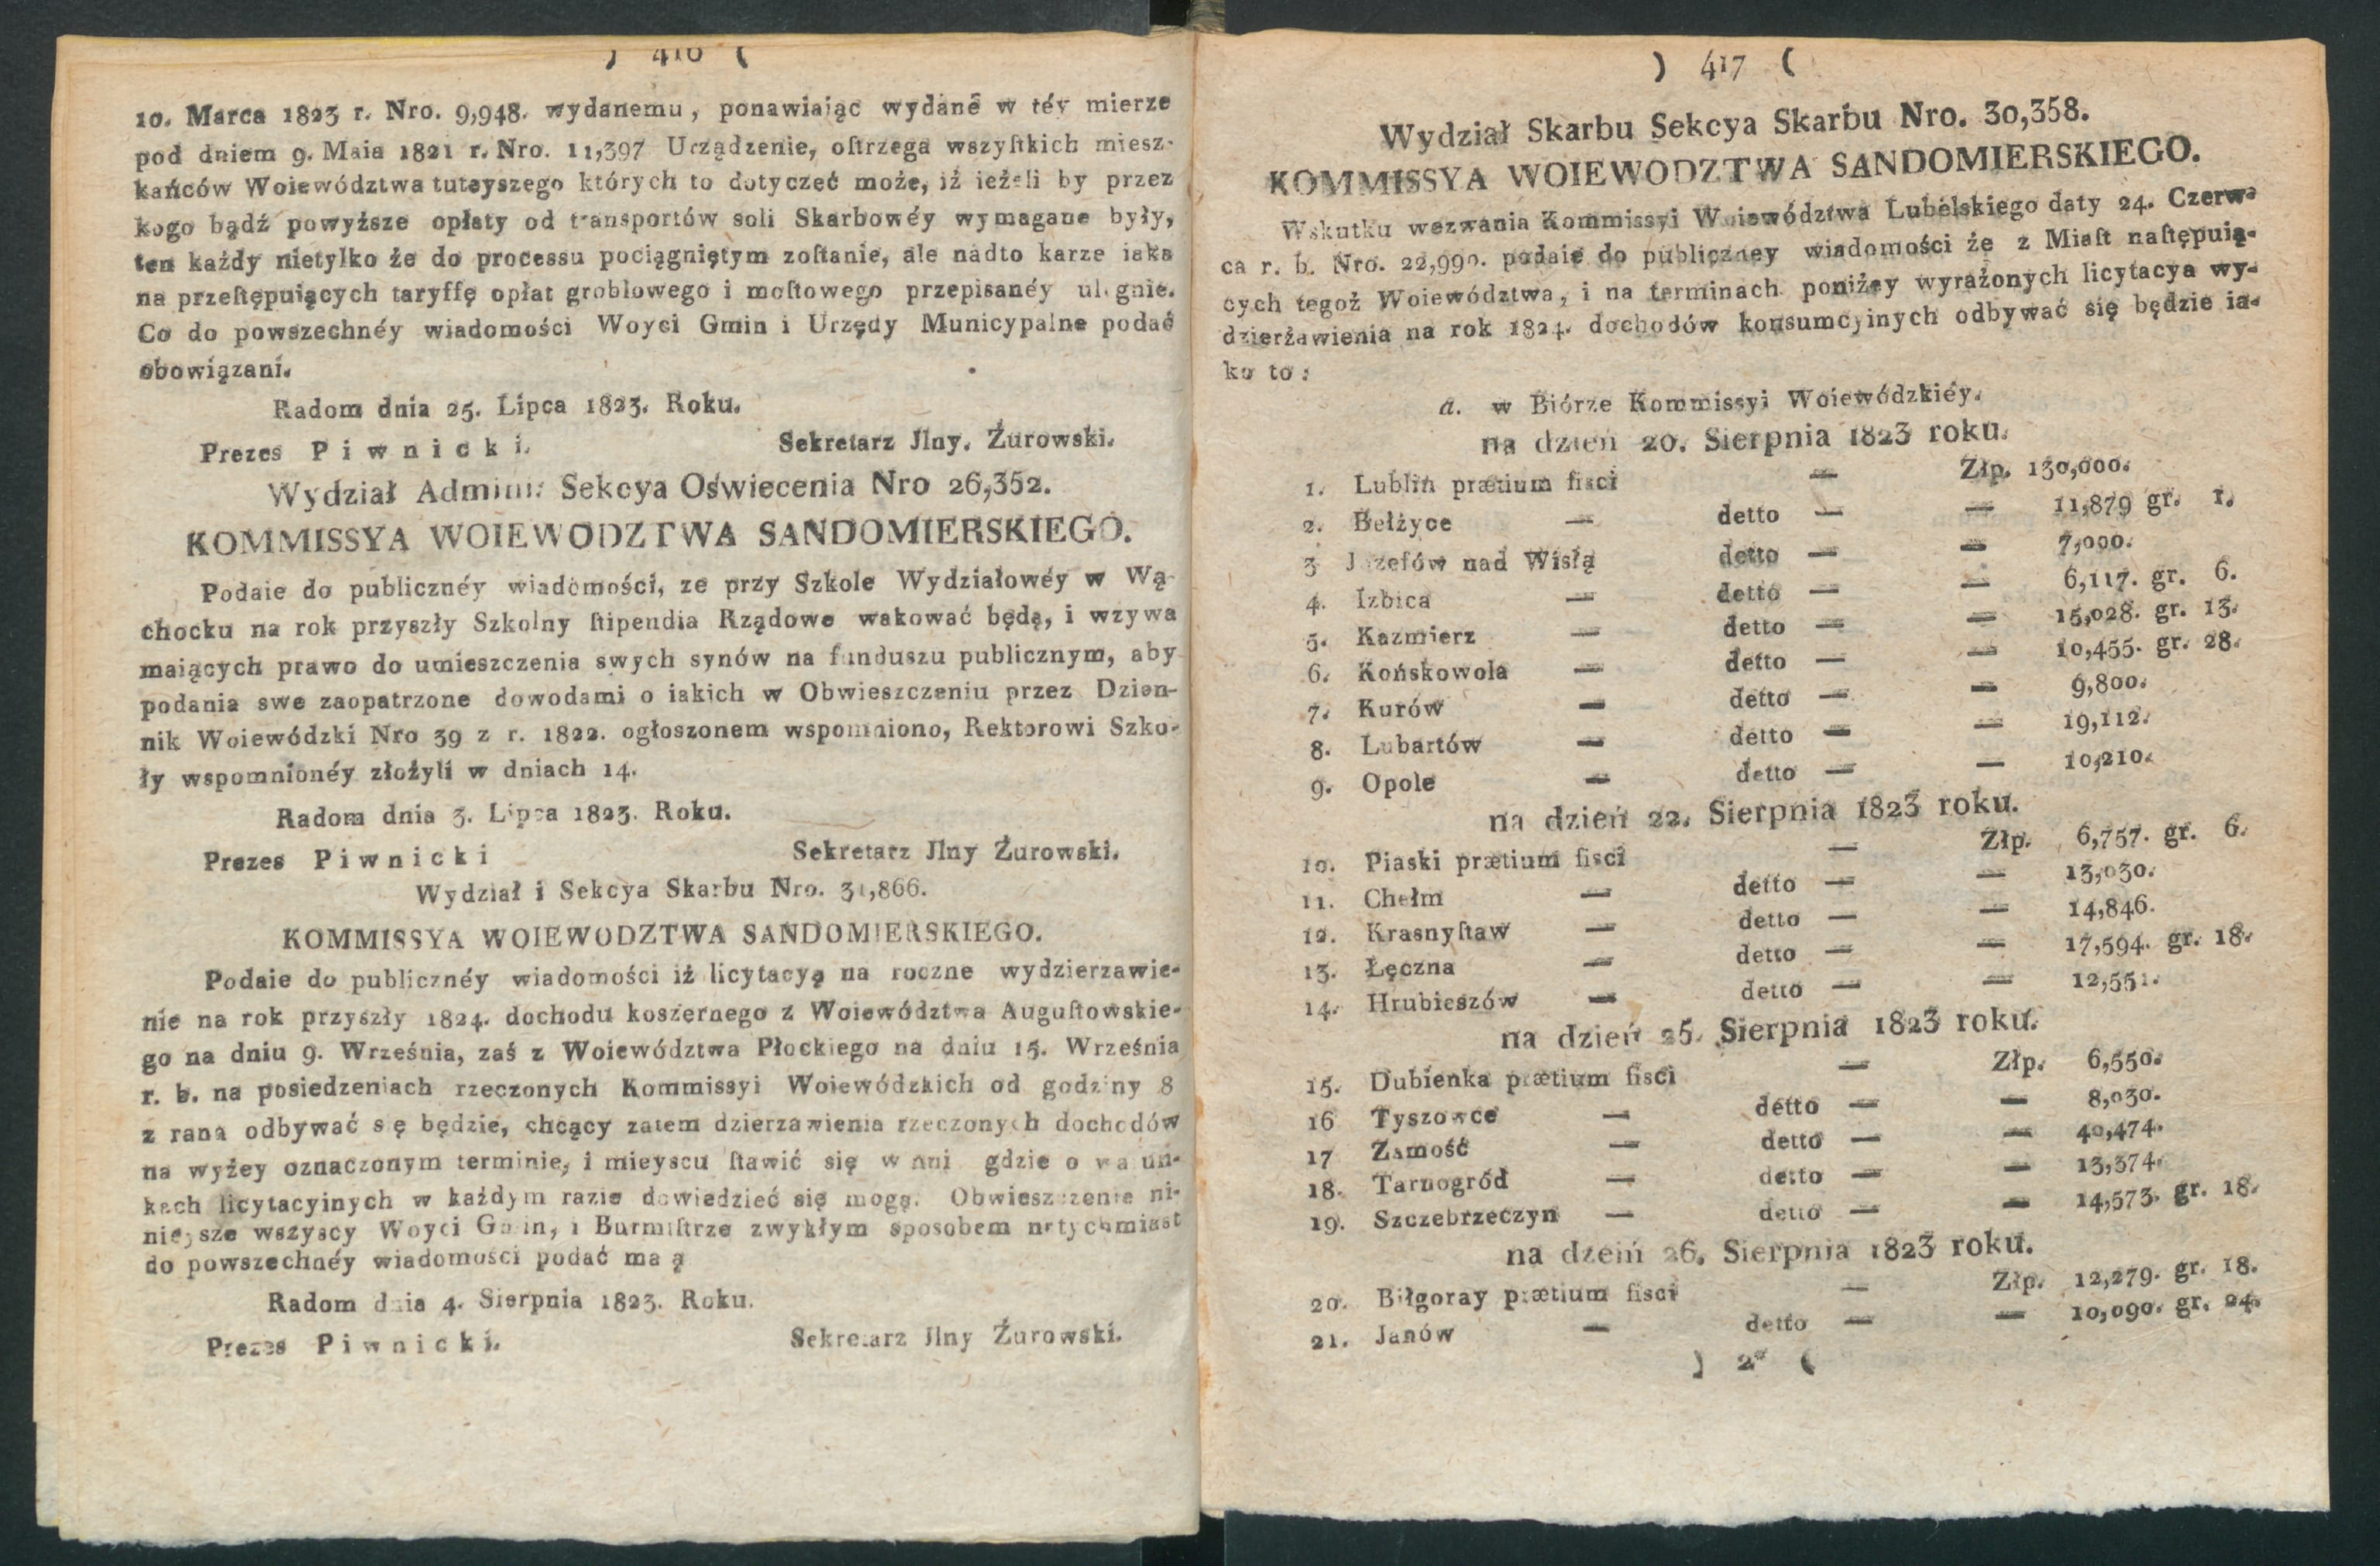 ) 416 (
10. Marca 1823 r. Nro. 9,948. wydanemu, ponawiaiąc wydane w téy mierze
pod dniem 9. Maia 1821 r. Nro. 11,397 Urządzenie, oſtrzega wszyſtkich miesz-
kańców Woiewództwa tuteyszego których to dotyczeć może, iż ieżeli by przez
kogo bądź powyższe opłaty od transportów soli Skarbowéy wymagane były,
ten każdy nietylko że do processu pociągniętym zoſtanie, ale nadto karze iaka
na przeſtępuiących taryffę opłat groblowego i moſtowego przepisanéy ulegnie.
Co do powszechnéy wiadomości Woyci Gmin i Urzędy Municypalne podać
obowiązani.
Radom dnia 25. Lipca 1823. Roku.
Prezes Piwnicki. Sekretarz Jlny. Żurowski.
Wydział Adminis: Sekcya Oświecenia Nro 26,352.
KOMMISSYA WOIEWODZTWA SANDOMIERSKIEGO.
Podaie do publicznéy wiadomości, ze przy Szkole Wydziałowéy w Wą-
chocku na rok przyszły Szkolny ſtipendia Rządowe wakować będą, i wzywa
maiących prawo do umieszczenia swych synów na funduszu publicznym, aby
podania swe zaopatrzone dowodami o iakich w Obwieszczeniu przez Dzien-
nik Woiewódzki Nro 39 z r. 1822. ogłoszonem wspomniono, Rektorowi Szko-
ły wspomnionéy złożyli w dniach 14.
Radom dnia 3. Lipca 1823. Roku.
Prezes Piwnicki Sekretarz Jlny Żurowski.
Wydział i Sekcya Skarbu Nro. 31,866.
KOMMISSYA WOIEWODZTWA SANDOMIERSKIEGO.
Podaie do publicznéy wiadomości iż licytacyą na roczne wydzierzawie-
nie na rok przyszły 1824. dochodu koszernego z Woiewództwa Auguſtowskie-
go na dniu 9. Września, zaś z Woiewództwa Płockiego na dniu 15. Września
r. b. na posiedzeniach rzeczonych Kommissyi Woiewódzkich od godziny 8
z rana odbywać się będzie, chcący zatem dzierzawienia rzeczonych dochodów
na wyżey oznaczonym terminie, i mieyscu ſtawić się winni gdzie o warun-
kach licytacyinych w każdym razie dowiedzieć się mogą. Obwieszczenie ni-
nieysze wszyscy Woyci Gmin, i Burmiſtrze zwykłym sposobem natychmiast
do powszechnéy wiadomości podać maią
Radom dnia 4. Sierpnia 1823. Roku.
Prezes Piwnicki. Sekretarz Jlny Żurowski.
) 417 (
Wydział Skarbu Sekcya Skarbu Nro. 30,358.
KOMMISSYA WOIEWODZTWA SANDOMIERSKIEGO.
Wskutku wezwania Kommissyi Woiewództwa Lubelskiego daty 24. Czerw-
ca r. b. Nro. 22,990. podaie do publiczney wiadomości że z Miaſt naſtępuią-
cych tegoż Woiewództwa, i na terminach poniżey wyrażonych licytacya wy-
dzierżawienia na rok 1824. dochodów konsumcyinych odbywać się będzie ia-
ko to:
a. w Biórze Kommissyi Woiewódzkiéy.
na dzień 20. Sierpnia 1823 roku.
1. Lublin prætium fisci — Złp. 130,000.
2. Bełżyce — detto — — 11,879 gr. 1.
3 Jozefów nad Wisłą detto — — 7,000.
4. Izbica — detto — — 6,117. gr. 6.
5. Kazmierz — detto — — 15,028. gr. 13.
6. Końskowola — detto — — 10,455. gr. 28.
7. Kurów — detto — — 9,800.
8. Lubartów — detto — — 19,112.
9. Opole — detto — — 10,210.
na dzień 22. Sierpnia 1823 roku.
10. Piaski prætium fisci — Złp. 6,757. gr. 6.
11. Chełm — detto — — 13,030.
12. Krasnyſtaw — detto — — 14,846.
13. Łęczna — detto — — 17,594. gr. 18.
14. Hrubieszów — detto — — 12,551.
na dzień 25. Sierpnia 1823 roku.
15. Dubienka prætium fisci — Złp. 6,550.
16 Tyszowce — detto — — 8,030.
17 Zamość — detto — — 40,474.
18. Tarnogród — detto — — 13,374.
19. Szczebrzeczyn — detto — — 14,573. gr. 18.
na dzeiń 26. Sierpnia 1823 roku.
20. Biłgoray prætium fisci — Złp. 12,279. gr. 18.
21. Janów — detto — — 10,090. gr. 24.
) 2* (